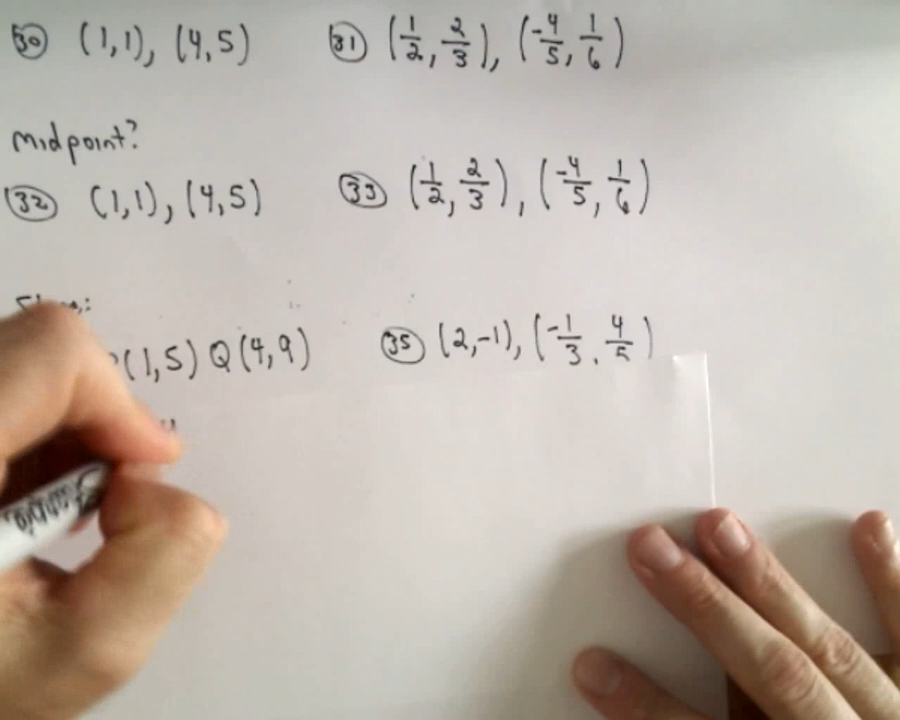 30 (1,1), (4,5) 31 (1/2, 2/3), (-4/5, 1/6)
Midpoint?
32 (1,1), (4,5) 33 (1/2, 2/3), (-4/5, 1/6)
(1,5) Q(4,9) 35 (2,-1), (-1/3, 4/5)